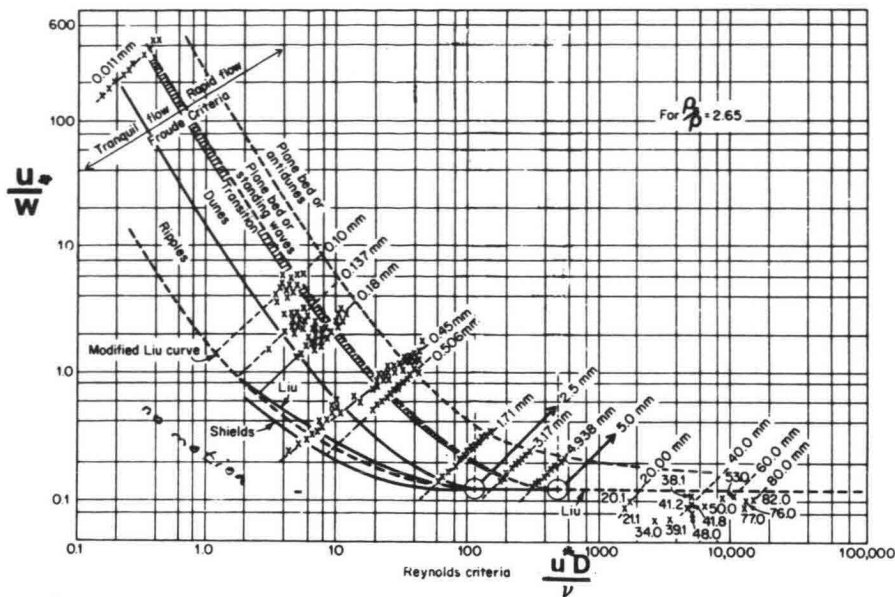 600
100
1.0
1.0
0.1
u*
W
0.011 mm
Tranquil flow Rapid flow
Froude Criteria
Plane bed or antidunes
Plane bed or standing waves
Transition
Dunes
Ripples
For ρs/ρ = 2.65
0.10 mm
0.137 mm
0.18 mm
0.45 mm
0.506 mm
Modified Liu curve
Liu
Shields
no motion
1.71 mm
3.17 mm
2.5 mm
4.938 mm
5.0 mm
20.00 mm
40.0 mm
60.0 mm
80.0 mm
38.1
53.0
20.1
41.2
50.0
82.0
21.1
41.8
77.0
76.0
34.0
39.1
48.0
Liu
0.1
1.0
10
100
1000
10,000
100,000
Reynolds criteria
u*D
ν